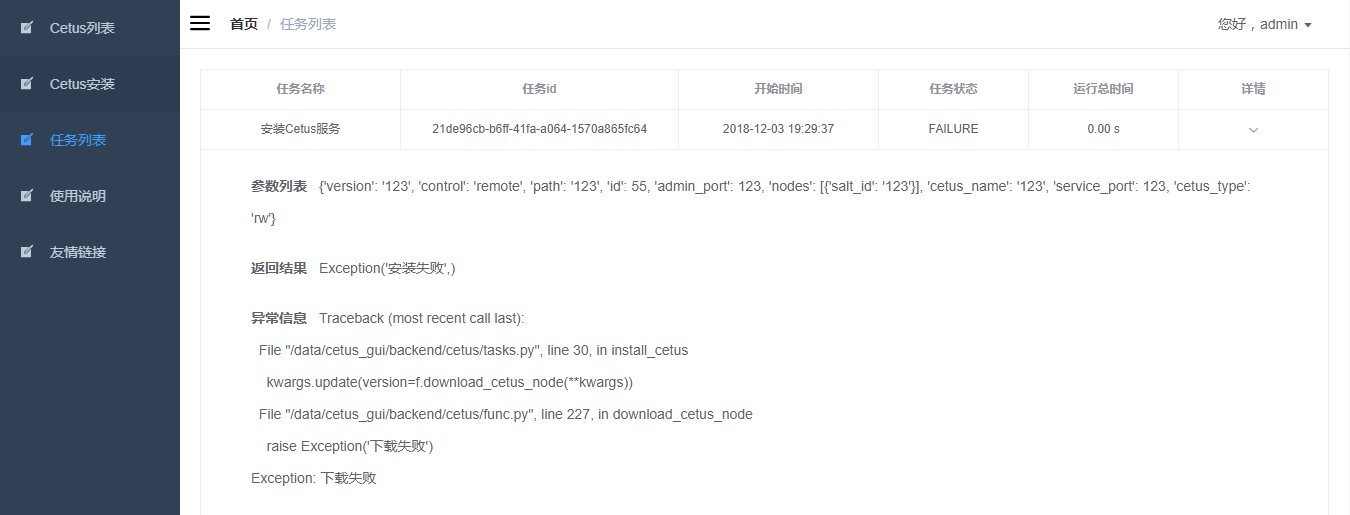 Cetus列表
Cetus安装
任务列表
使用说明
友情链接
首页 / 任务列表
您好，admin
任务名称 任务id 开始时间 任务状态 运行总时间 详情
安装Cetus服务 21de96cb-b6ff-41fa-a064-1570a865fc64 2018-12-03 19:29:37 FAILURE 0.00 s
参数列表 {'version': '123', 'control': 'remote', 'path': '123', 'id': 55, 'admin_port': 123, 'nodes': [{'salt_id': '123'}], 'cetus_name': '123', 'service_port': 123, 'cetus_type':
'rw'}
返回结果 Exception('安装失败',)
异常信息 Traceback (most recent call last):
File "/data/cetus_gui/backend/cetus/tasks.py", line 30, in install_cetus
kwargs.update(version=f.download_cetus_node(**kwargs))
File "/data/cetus_gui/backend/cetus/func.py", line 227, in download_cetus_node
raise Exception('下载失败')
Exception: 下载失败